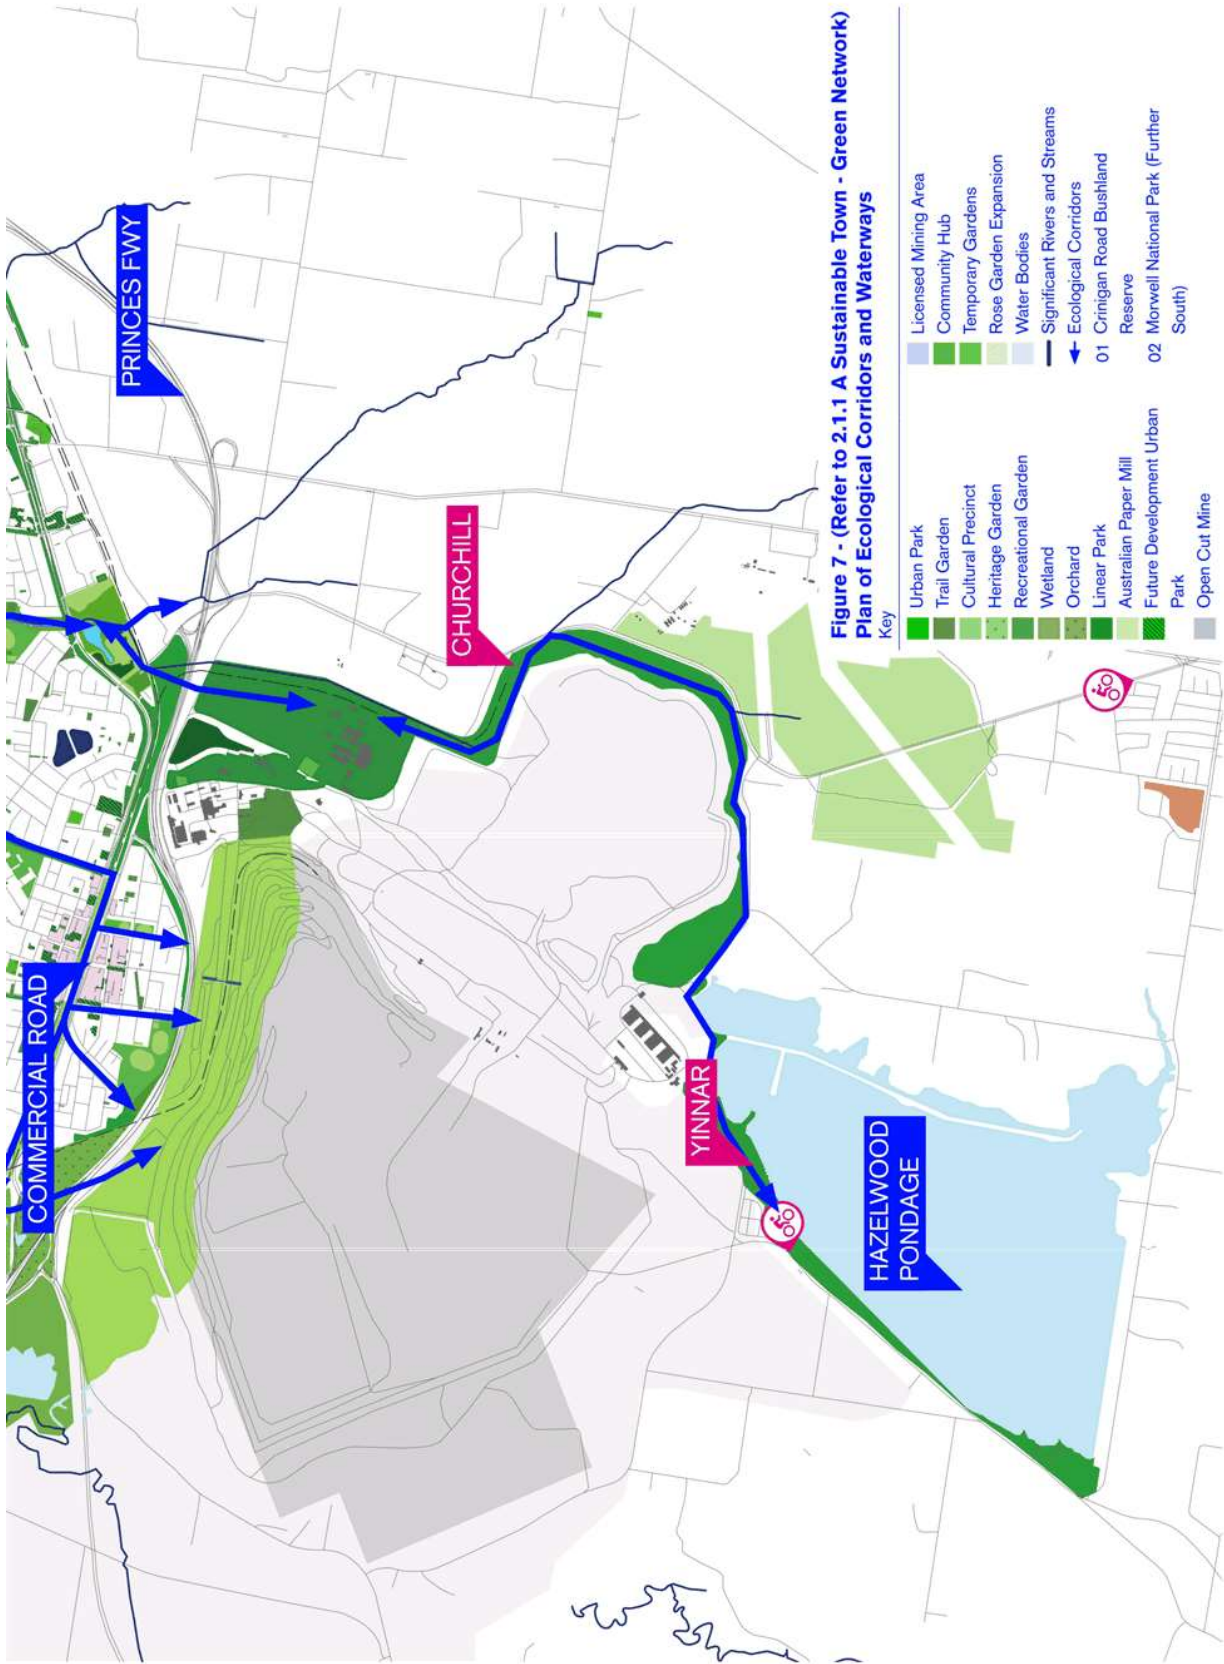 COMMERCIAL ROAD
PRINCES FWY
CHURCHILL
YINNAR
HAZELWOOD
PONDAGE
Figure 7 - (Refer to 2.1.1 A Sustainable Town - Green Network)
Plan of Ecological Corridors and Waterways
Key
Urban Park
Trail Garden
Cultural Precinct
Heritage Garden
Recreational Garden
Wetland
Orchard
Linear Park
Australian Paper Mill
Future Development Urban
Park
Open Cut Mine
Licensed Mining Area
Community Hub
Temporary Gardens
Rose Garden Expansion
Water Bodies
Significant Rivers and Streams
Ecological Corridors
01 Crinigan Road Bushland
Reserve
02 Morwell National Park (Further
South)